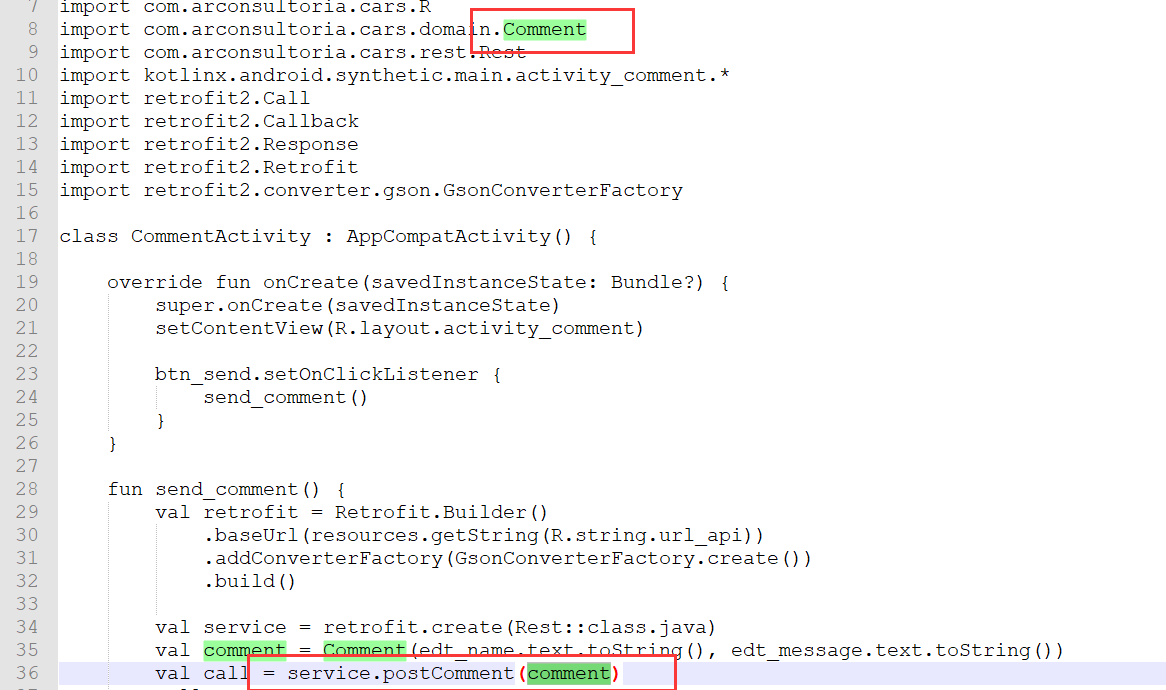 7 import com.arconsultoria.cars.R
8 import com.arconsultoria.cars.domain.Comment
9 import com.arconsultoria.cars.rest.Rest
10 import kotlinx.android.synthetic.main.activity_comment.*
11 import retrofit2.Call
12 import retrofit2.Callback
13 import retrofit2.Response
14 import retrofit2.Retrofit
15 import retrofit2.converter.gson.GsonConverterFactory
16
17 class CommentActivity : AppCompatActivity() {
18
19     override fun onCreate(savedInstanceState: Bundle?) {
20         super.onCreate(savedInstanceState)
21         setContentView(R.layout.activity_comment)
22
23         btn_send.setOnClickListener {
24             send_comment()
25         }
26     }
27
28     fun send_comment() {
29         val retrofit = Retrofit.Builder()
30             .baseUrl(resources.getString(R.string.url_api))
31             .addConverterFactory(GsonConverterFactory.create())
32             .build()
33
34         val service = retrofit.create(Rest::class.java)
35         val comment = Comment(edt_name.text.toString(), edt_message.text.toString())
36         val call = service.postComment(comment)